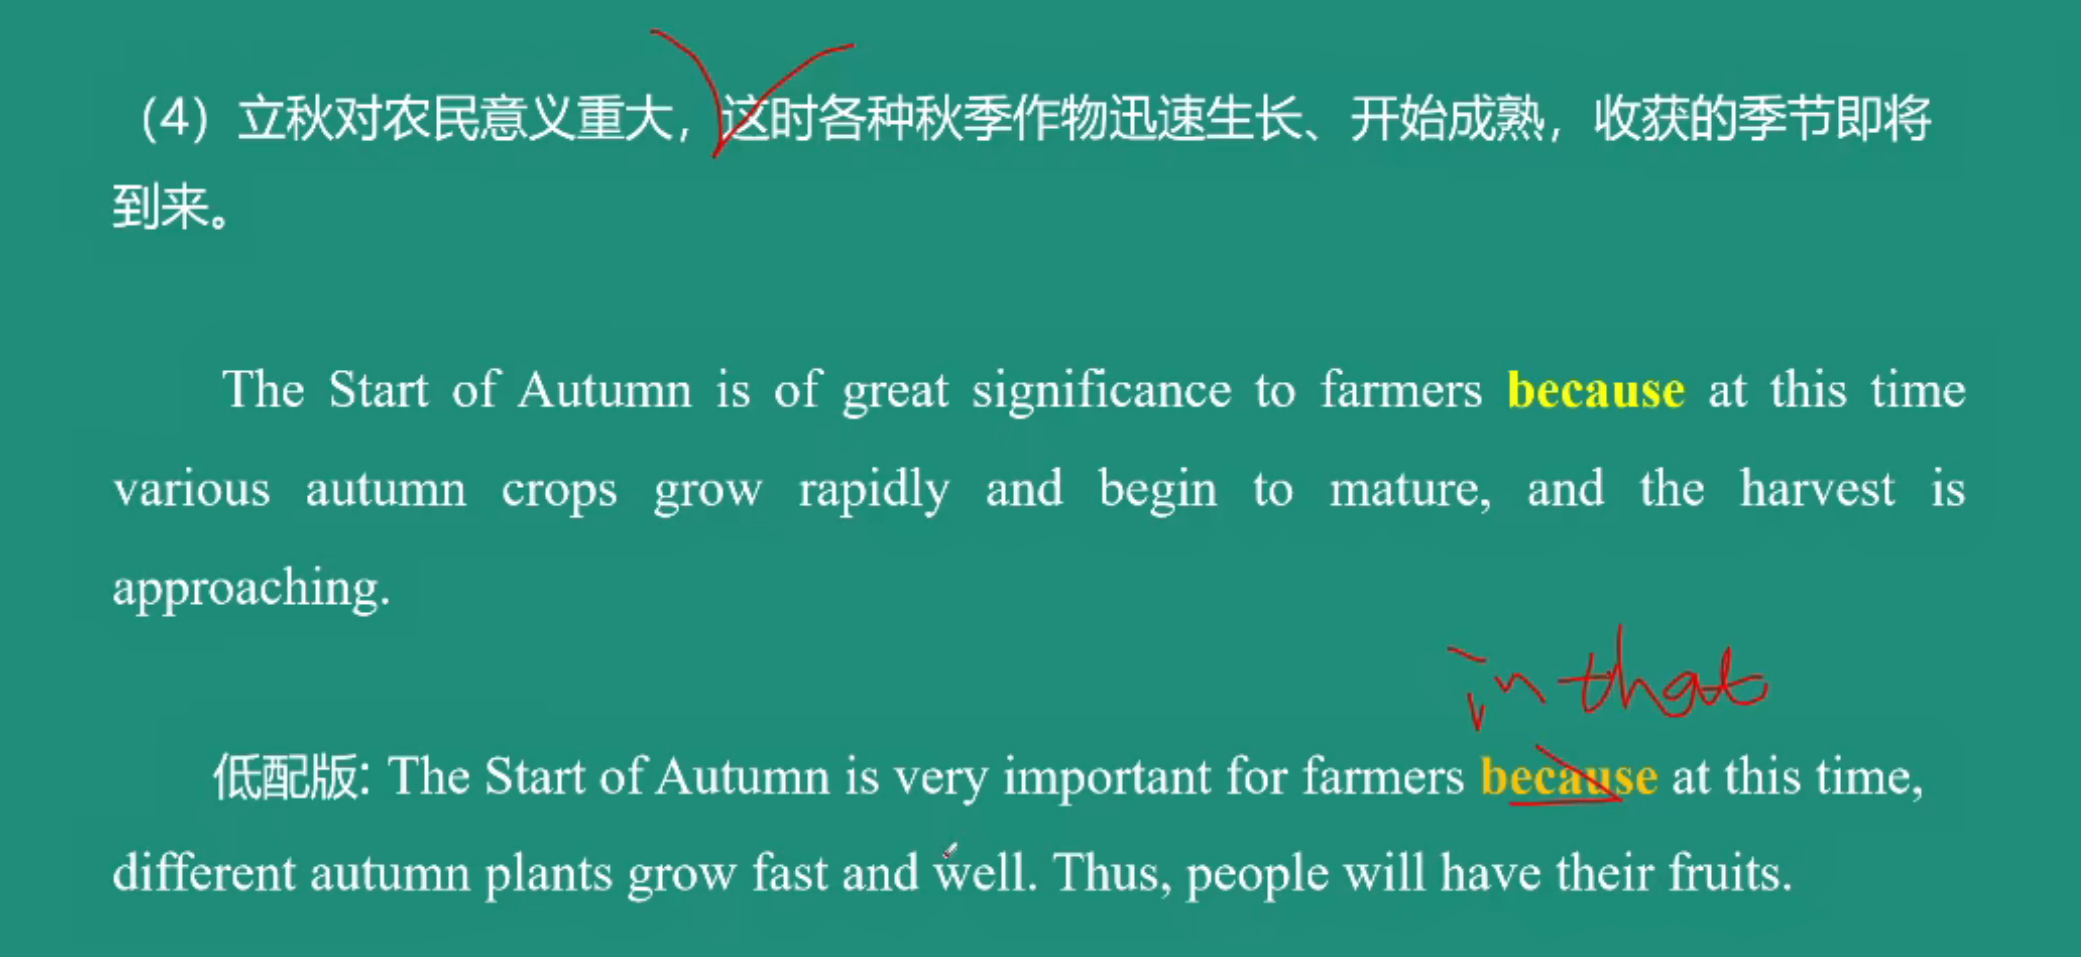 （4）立秋对农民意义重大，这时各种秋季作物迅速生长、开始成熟，收获的季节即将
到来。
The Start of Autumn is of great significance to farmers because at this time
various autumn crops grow rapidly and begin to mature, and the harvest is
approaching.
in that
低配版: The Start of Autumn is very important for farmers because at this time,
different autumn plants grow fast and well. Thus, people will have their fruits.